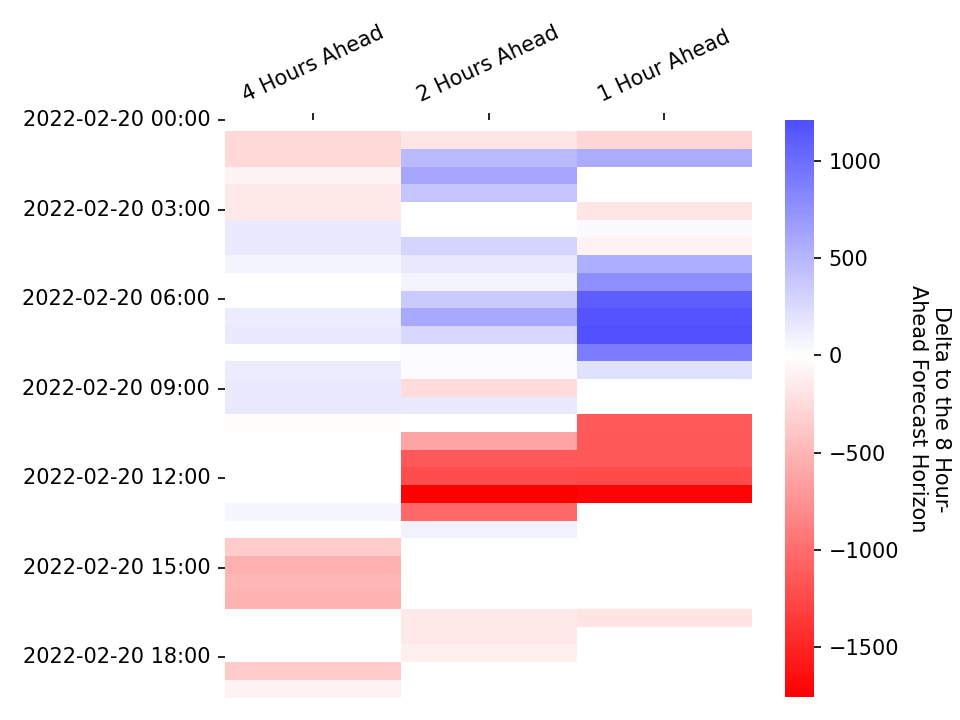 4 Hours Ahead
2 Hours Ahead
1 Hour Ahead
2022-02-20 00:00
2022-02-20 03:00
2022-02-20 06:00
2022-02-20 09:00
2022-02-20 12:00
2022-02-20 15:00
2022-02-20 18:00
1000
500
0
−500
−1000
−1500
Delta to the 8 Hour-
Ahead Forecast Horizon